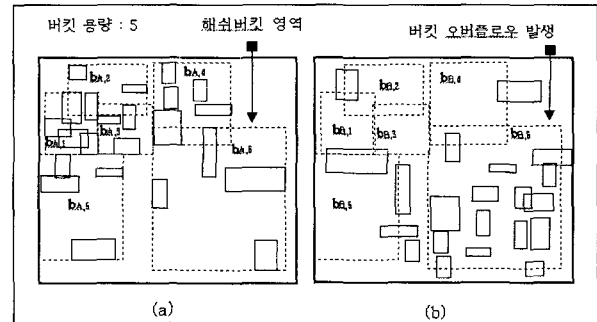 버킷 용량 : 5
해쉬버킷 영역
버킷 오버플로우 발생
bA,2
bA,4
bA,1
bA,3
bA,6
bA,5
bB,2
bB,4
bB,1
bB,3
bB,6
bB,5
(a)
(b)